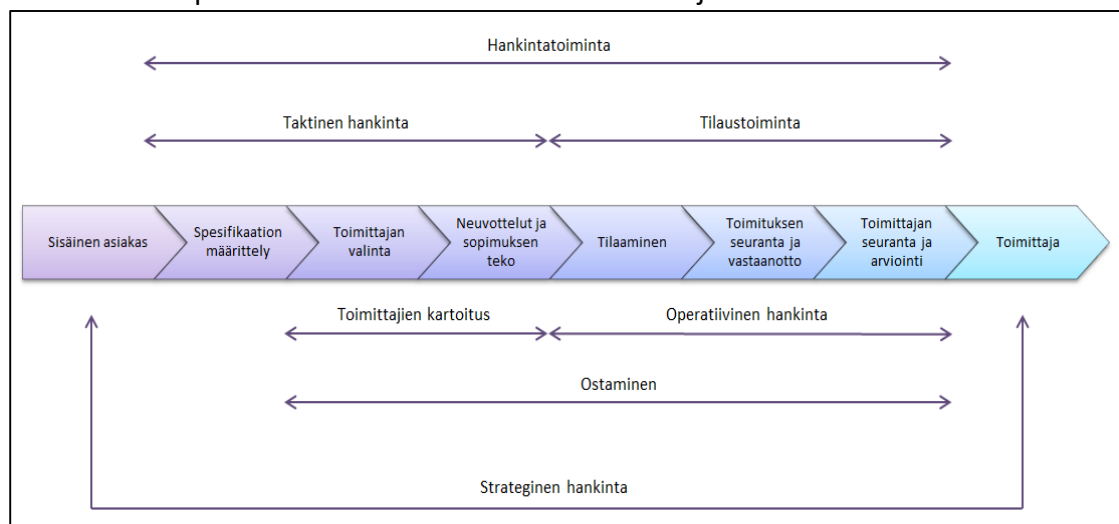 Hankintatoiminta
Taktinen hankinta
Tilaustoiminta
Sisäinen asiakas
Spesifikaation
määrittely
Toimittajan
valinta
Neuvottelut ja
sopimuksen
teko
Tilaaminen
Toimituksen
seuranta ja
vastaanotto
Toimittajan
seuranta ja
arviointi
Toimittaja
Toimittajien kartoitus
Operatiivinen hankinta
Ostaminen
Strateginen hankinta